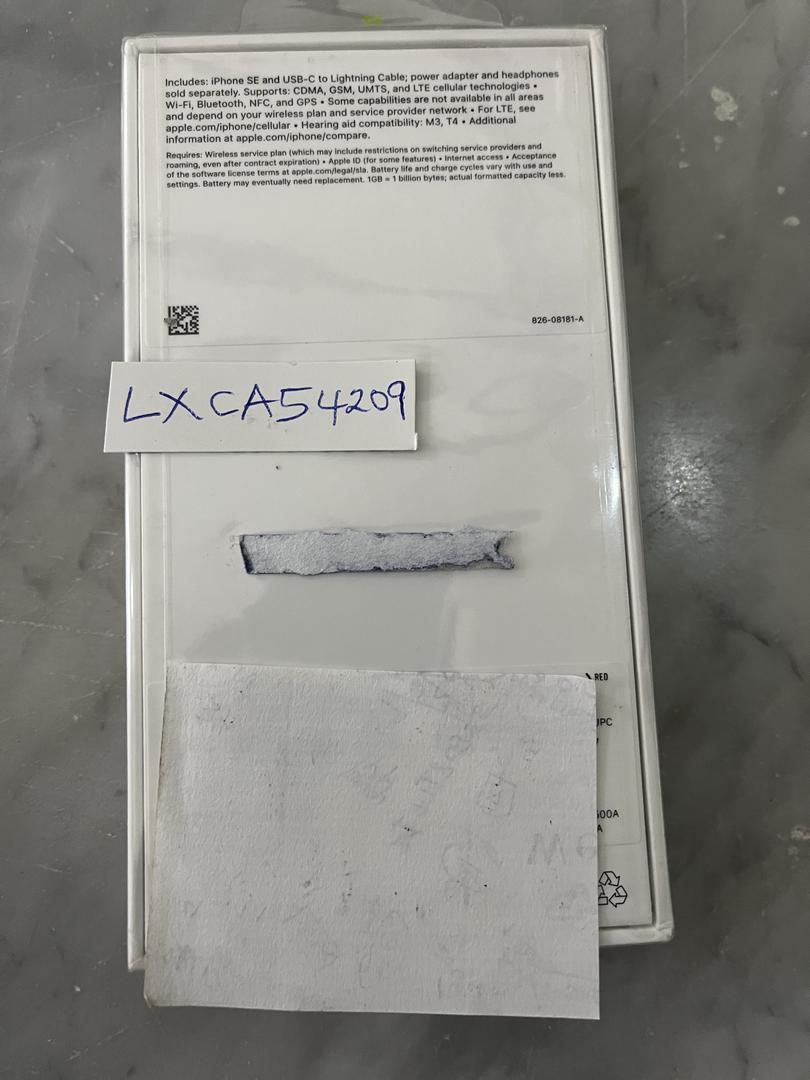 Includes: iPhone SE and USB-C to Lightning Cable; power adapter and headphones
sold separately. Supports: CDMA, GSM, UMTS, and LTE cellular technologies •
Wi-Fi, Bluetooth, NFC, and GPS • Some capabilities are not available in all areas
and depend on your wireless plan and service provider network • For LTE, see
apple.com/iphone/cellular • Hearing aid compatibility: M3, T4 • Additional
information at apple.com/iphone/compare.
Requires: Wireless service plan (which may include restrictions on switching service providers and
roaming, even after contract expiration) • Apple ID (for some features) • Internet access • Acceptance
of the software license terms at apple.com/legal/sla. Battery life and charge cycles vary with use and
settings. Battery may eventually need replacement. 1GB = 1 billion bytes; actual formatted capacity less.
826-08181-A
LXCA54209
RED